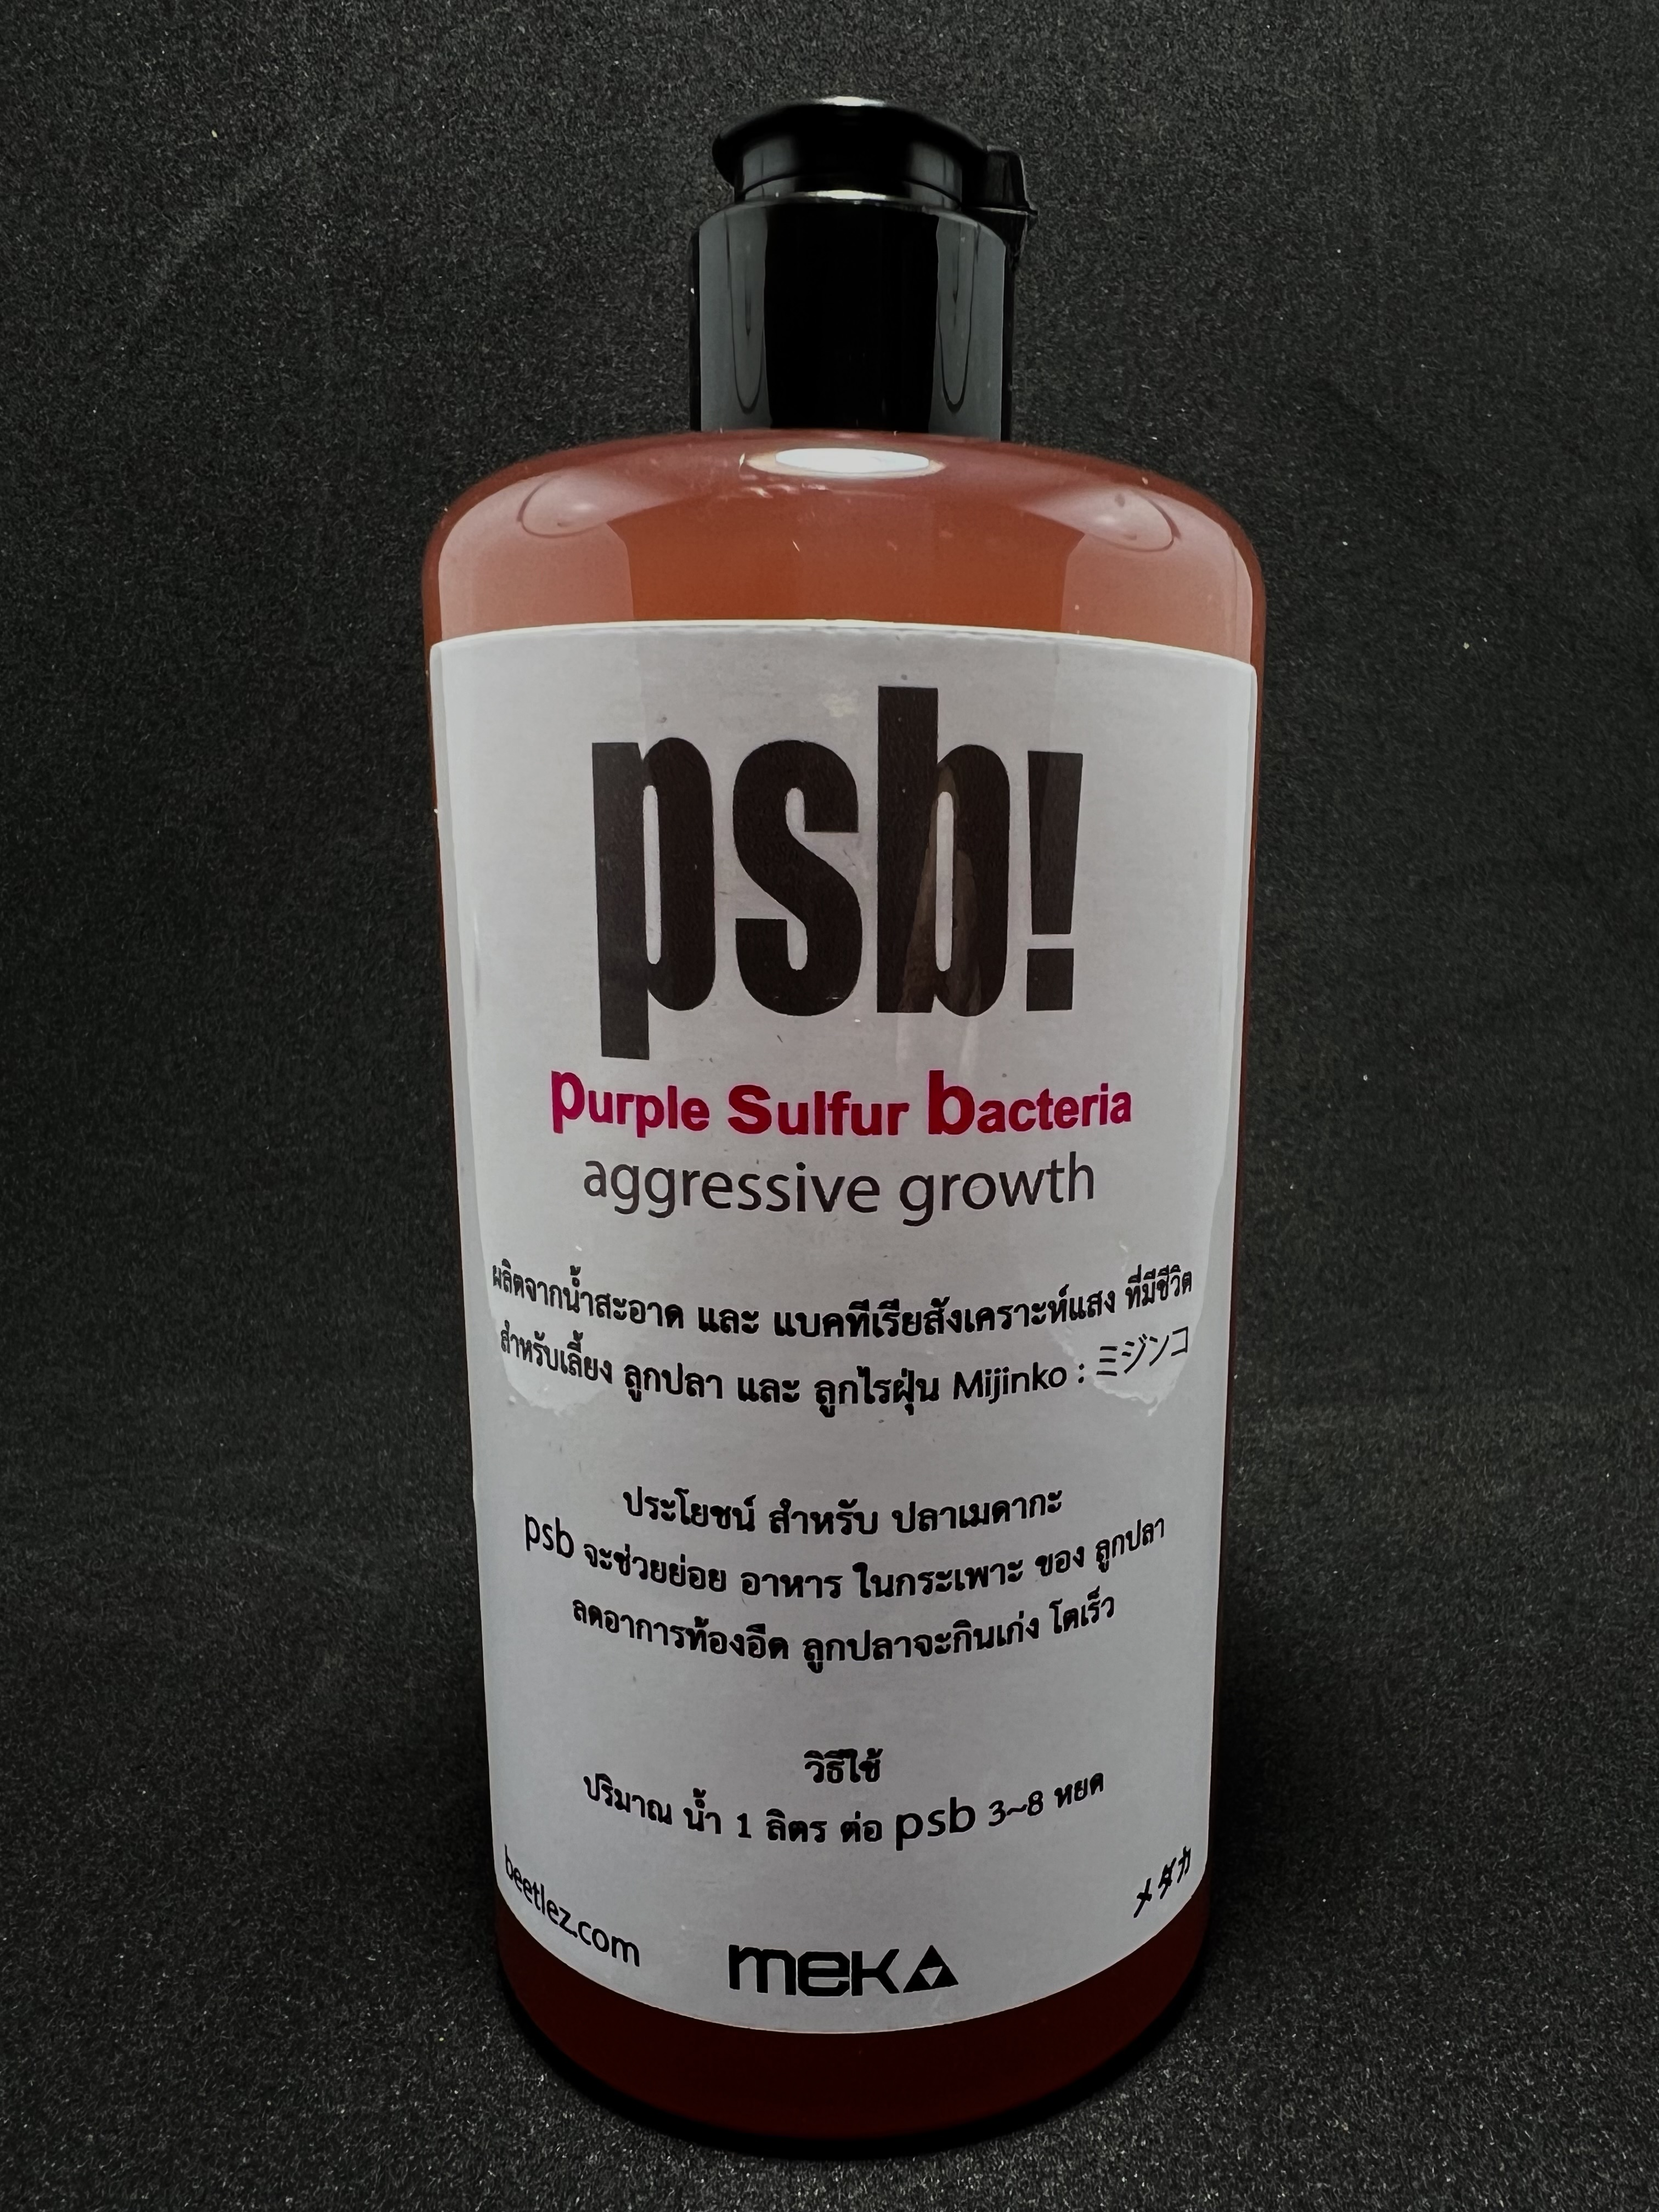 psb!
purple Sulfur bacteria
aggressive growth
ผลิตจากน้ำสะอาด และ แบคทีเรียสังเคราะห์แสง ที่มีชีวิต
สำหรับเลี้ยง ลูกปลา และ ลูกไรฝุ่น Mijinko : ミジンコ
ประโยชน์ สำหรับ ปลาเมดากะ
psb จะช่วยย่อย อาหาร ในกระเพาะ ของ ลูกปลา
ลดอาการท้องอืด ลูกปลาจะกินเก่ง โตเร็ว
วิธีใช้
ปริมาณ น้ำ 1 ลิตร ต่อ psb 3~8 หยด
beetlez.com
meka
メダカ